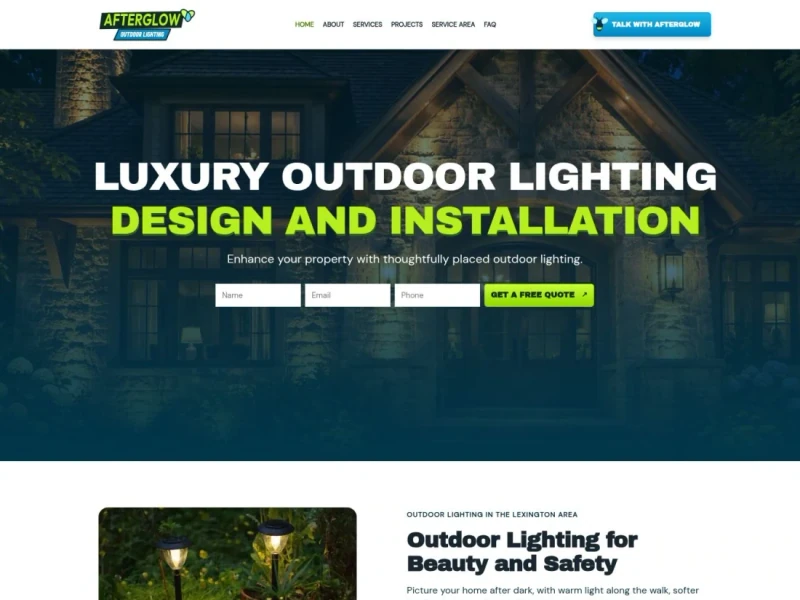 AFTERGLOW
OUTDOOR LIGHTING
HOME ABOUT SERVICES PROJECTS SERVICE AREA FAQ
TALK WITH AFTERGLOW
LUXURY OUTDOOR LIGHTING
DESIGN AND INSTALLATION
Enhance your property with thoughtfully placed outdoor lighting.
Name Email Phone GET A FREE QUOTE ↗
OUTDOOR LIGHTING IN THE LEXINGTON AREA
Outdoor Lighting for
Beauty and Safety
Picture your home after dark, with warm light along the walk, softer